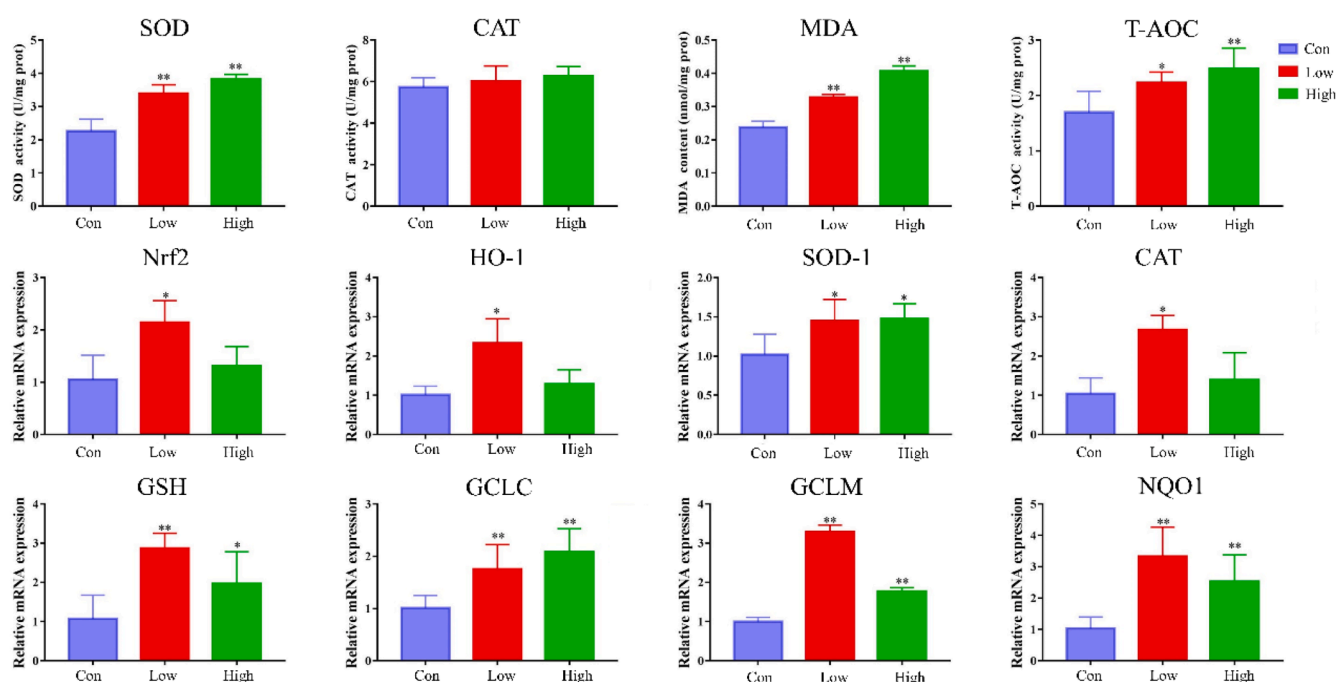 SOD
SOD activity (U/mg prot)
5
4
3
2
1
0
**
**
Con
Low
High
CAT
CAT activity (U/mg prot)
8
6
4
2
0
Con
Low
High
MDA
MDA content (nmol/mg prot)
0.5
0.4
0.3
0.2
0.1
0.0
**
**
Con
Low
High
T-AOC
T-AOC activity (U/mg prot)
3
2
1
0
*
**
Con
Low
High
Con
Low
High
Nrf2
Relative mRNA expression
3
2
1
0
*
Con
Low
High
HO-1
Relative mRNA expression
4
3
2
1
0
*
Con
Low
High
SOD-1
Relative mRNA expression
2.0
1.5
1.0
0.5
0.0
*
*
Con
Low
High
CAT
Relative mRNA expression
4
3
2
1
0
*
Con
Low
High
GSH
Relative mRNA expression
4
3
2
1
0
**
*
Con
Low
High
GCLC
Relative mRNA expression
3
2
1
0
**
**
Con
Low
High
GCLM
Relative mRNA expression
4
3
2
1
0
**
**
Con
Low
High
NQO1
Relative mRNA expression
5
4
3
2
1
0
**
**
Con
Low
High